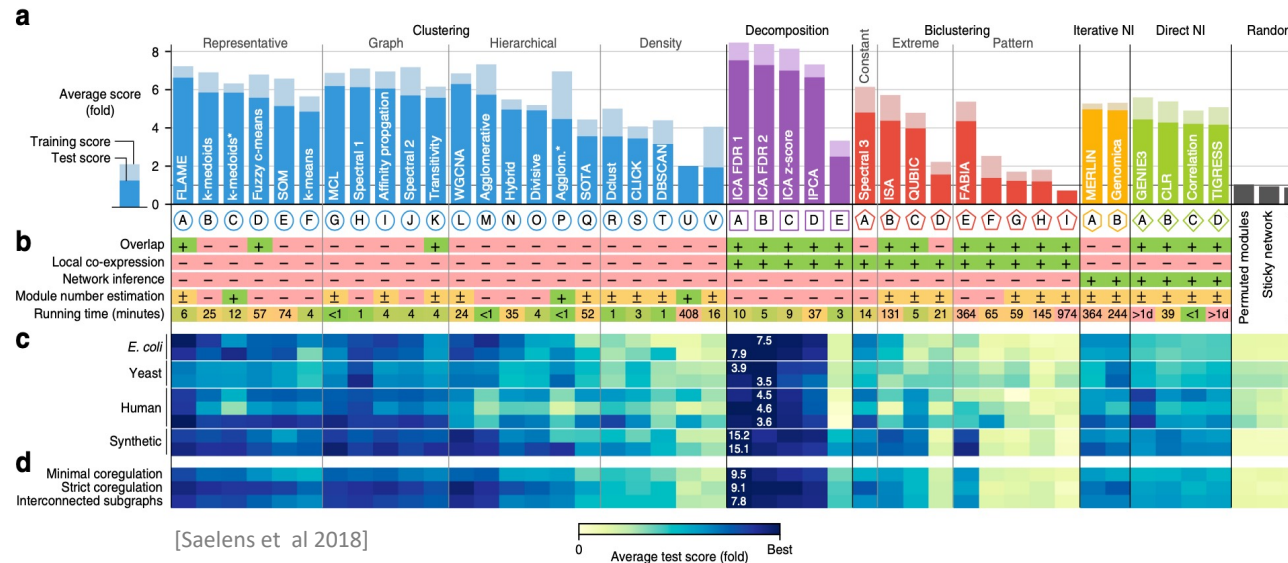 a
Clustering Decomposition Biclustering Iterative NI Direct NI Random
Representative Graph Hierarchical Density Constant Extreme Pattern
Average score
(fold)
Training score
Test score
8
6
4
2
0
FLAME k-medoids k-medoids* Fuzzy c-means SOM k-means MCL Spectral 1 Affinity propgation Spectral 2 Transitivity WGCNA Agglomerative Hybrid Divisive Agglom.* SOTA Dclust CLICK DBSCAN ICA FDR 1 ICA FDR 2 ICA z-score IPCA Spectral 3 ISA QUBIC FABIA MERLIN Genomica GENIE3 CLR Correlation TIGRESS
A B C D E F G H I J K L M N O P Q R S T U V A B C D E A B C D E F G H I A B A B C D
b
Overlap + − − + − − − − − − + − − − − − − − − − − − + + + + + − + + − + + + + + − − + + + +
Local co-expression − − − − − − − − − − − − − − − − − − − − − − + + + + + + + + + + + + + + − − − − − −
Network inference − − − − − − − − − − − − − − − − − − − − − − − − − − − − − − − − − − − − + + + + + +
Module number estimation ± − + − − − ± − ± − ± ± − − − + ± ± ± ± + ± − − − − − − ± ± ± ± ± ± ± ± ± ± ± ± ± ±
Running time (minutes) 6 25 12 57 74 4 <1 1 4 4 4 24 <1 35 4 <1 52 1 3 1 408 16 10 5 9 37 3 14 131 5 21 364 65 59 145 974 364 244 >1d 39 <1 >1d
Permuted modules
Sticky network
c
E. coli 7.5
7.9
Yeast 3.9
3.5
Human 4.5
4.6
3.6
Synthetic 15.2
15.1
d
Minimal coregulation 9.5
Strict coregulation 9.1
Interconnected subgraphs 7.8
[Saelens et al 2018]
0 Best
Average test score (fold)